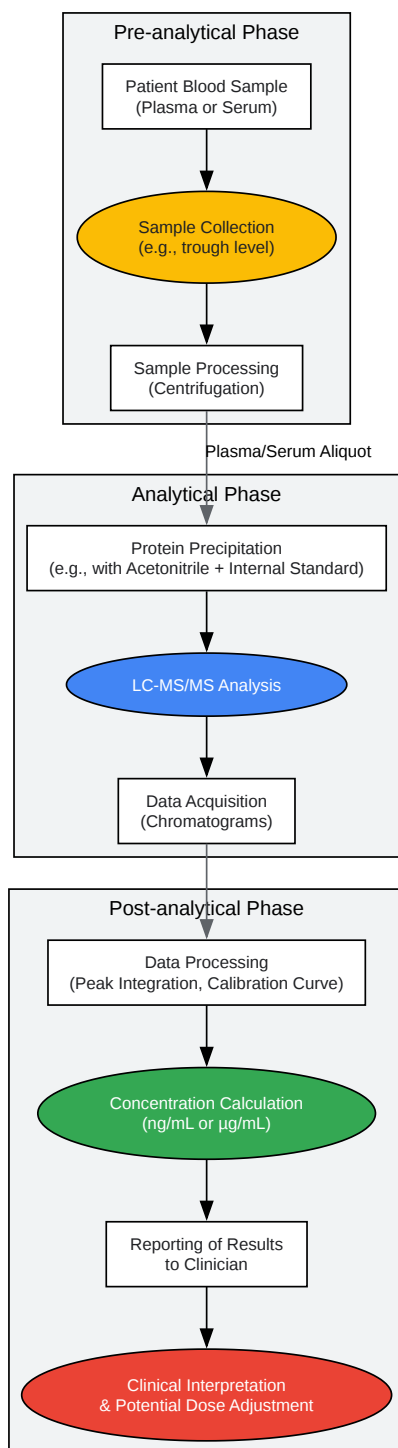 Pre-analytical Phase
Patient Blood Sample
(Plasma or Serum)
Sample Collection
(e.g., trough level)
Sample Processing
(Centrifugation)
Plasma/Serum Aliquot
Analytical Phase
Protein Precipitation
(e.g., with Acetonitrile + Internal Standard)
LC-MS/MS Analysis
Data Acquisition
(Chromatograms)
Post-analytical Phase
Data Processing
(Peak Integration, Calibration Curve)
Concentration Calculation
(ng/mL or µg/mL)
Reporting of Results
to Clinician
Clinical Interpretation
& Potential Dose Adjustment